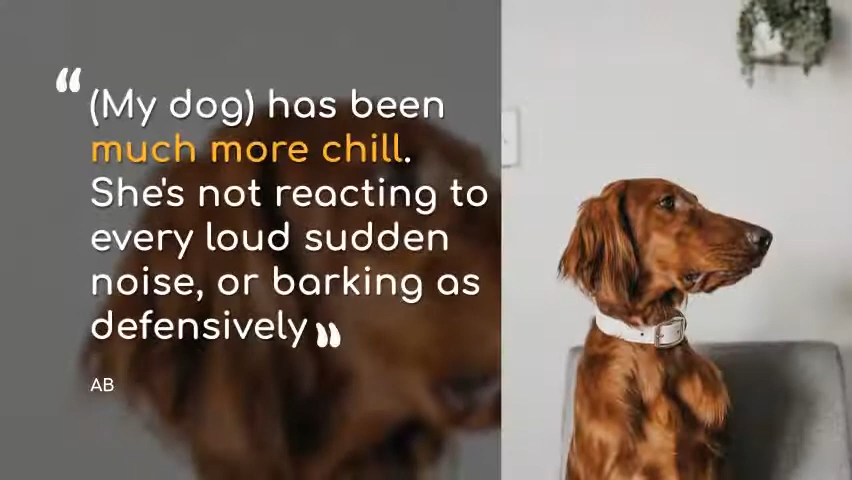 “(My dog) has been
much more chill.
She's not reacting to
every loud sudden
noise, or barking as
defensively”
AB